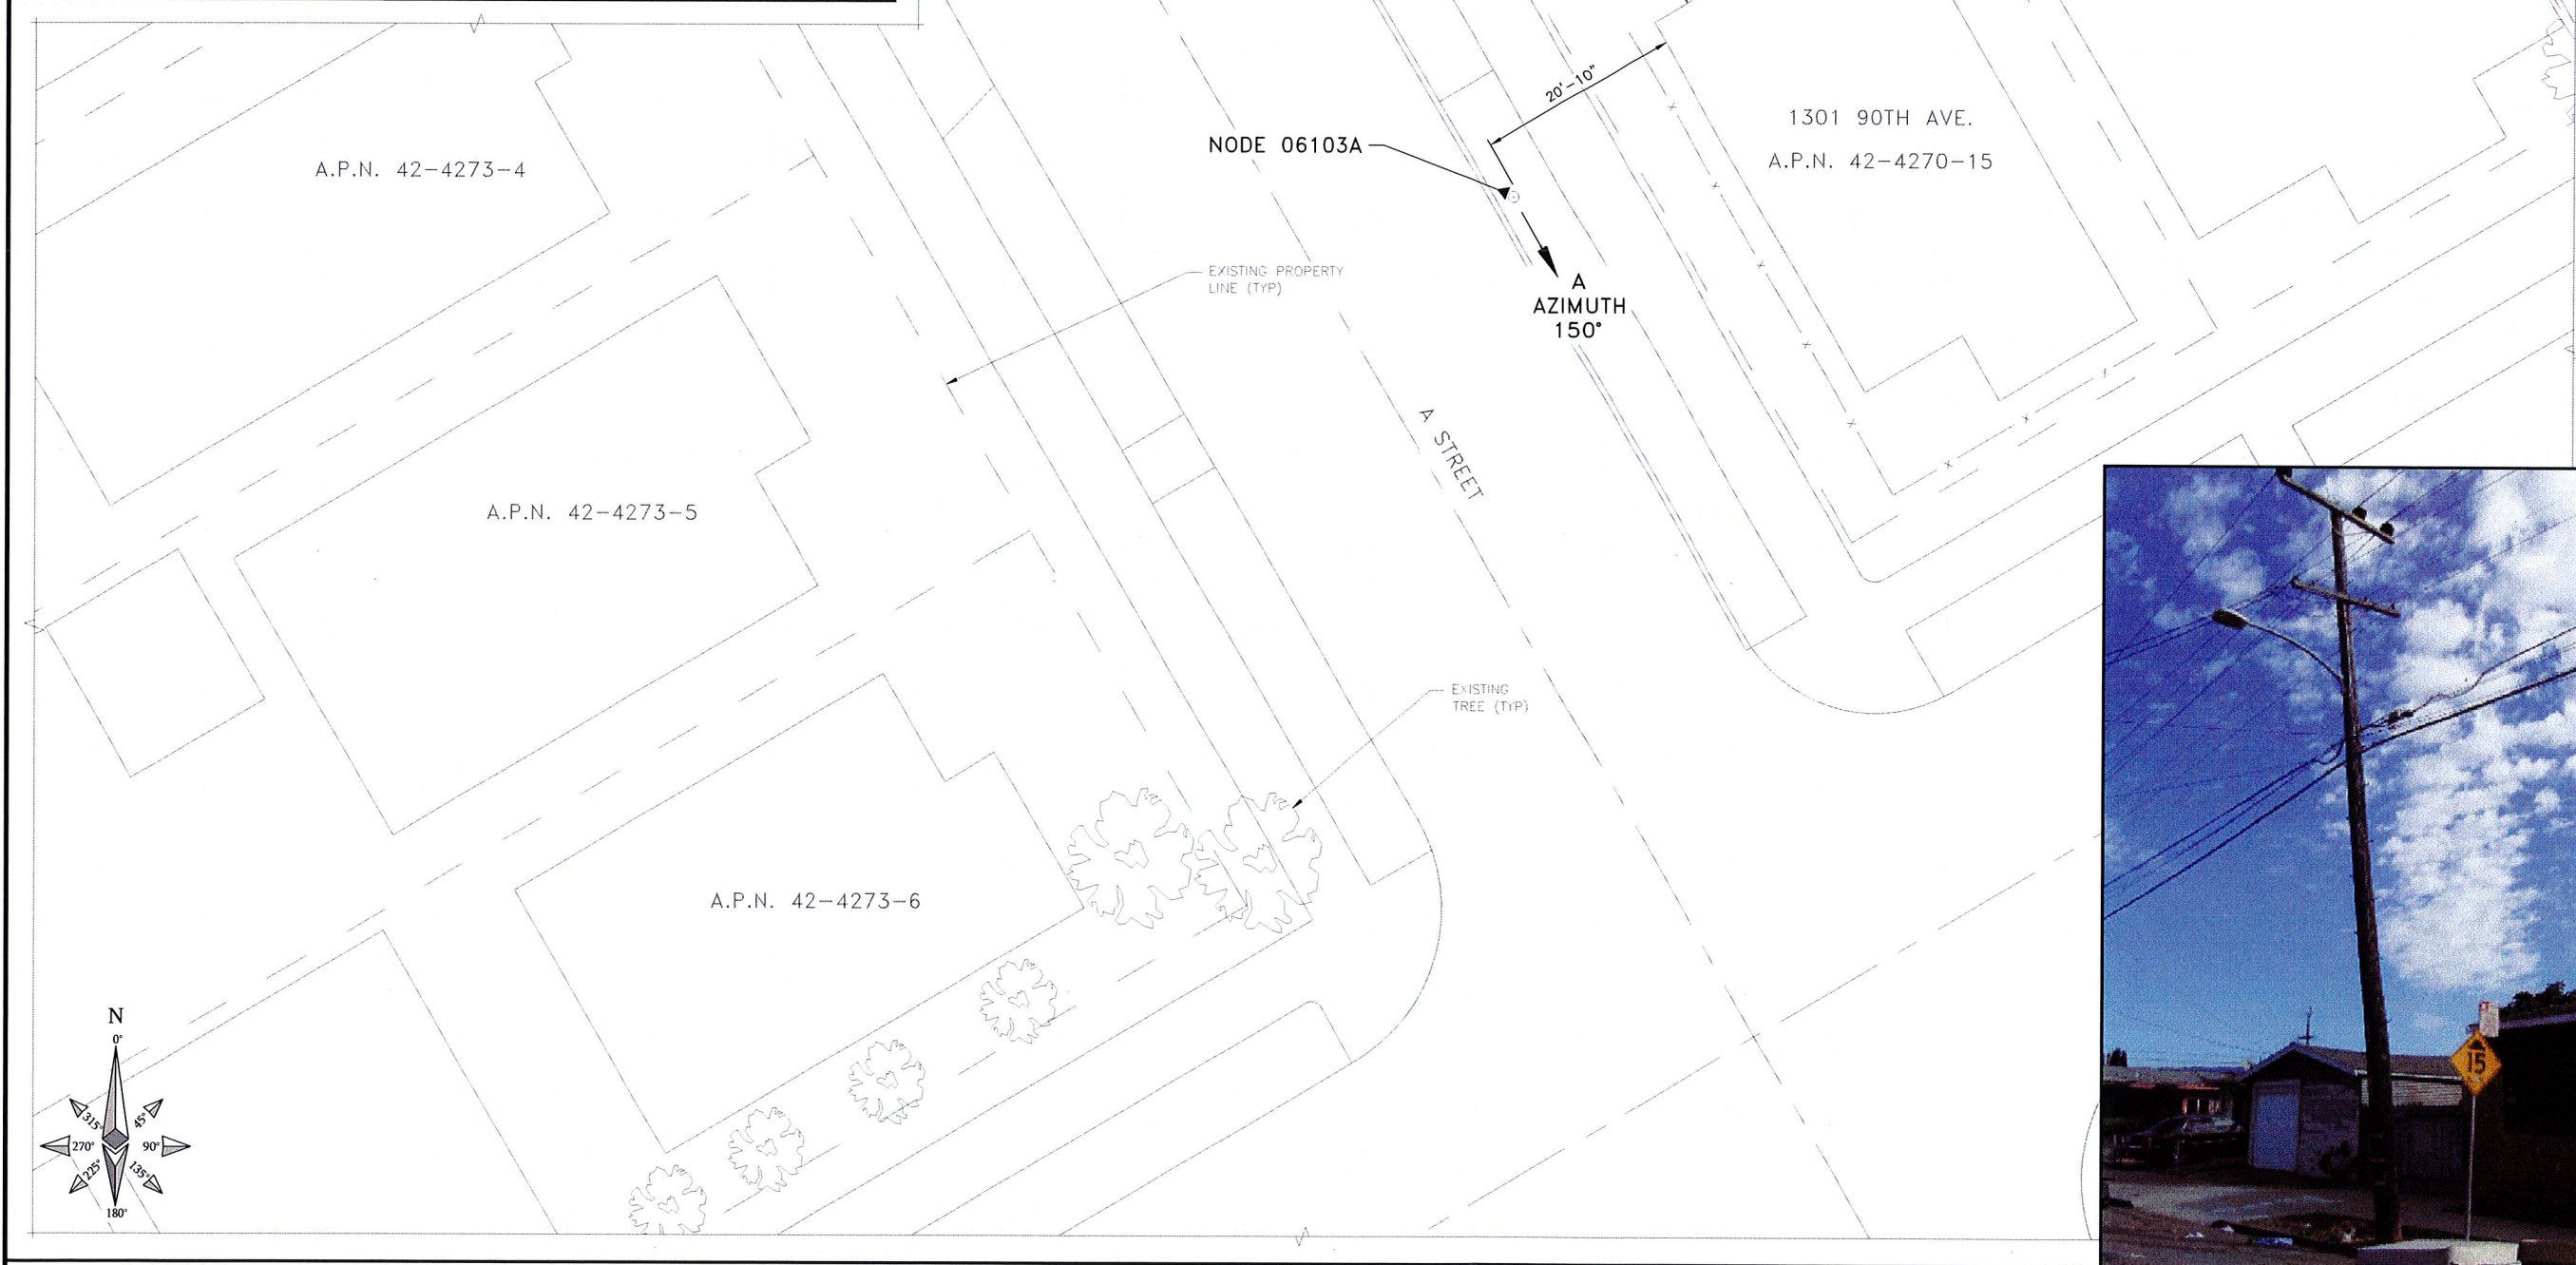 20'-10"
1301 90TH AVE.
A.P.N. 42-4270-15
NODE 06103A
A.P.N. 42-4273-4
EXISTING PROPERTY
LINE (TYP)
A
AZIMUTH
150°
A STREET
A.P.N. 42-4273-5
EXISTING
TREE (TYP)
A.P.N. 42-4273-6
N
0°
315°
45°
270°
90°
225°
135°
180°
15